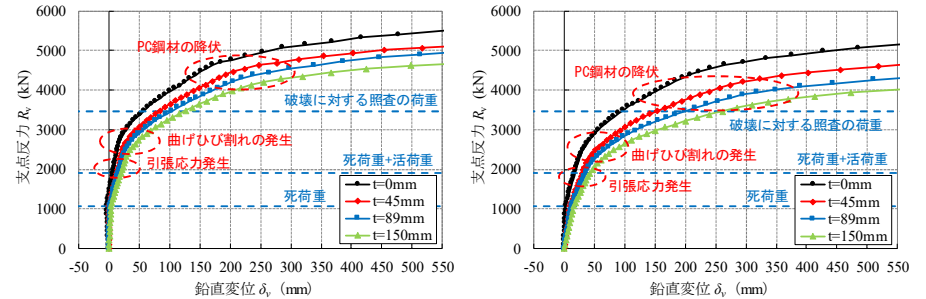 6000
5000
4000
3000
2000
1000
0
支点反力 Rv (kN)
PC鋼材の降伏
破壊に対する照査の荷重
曲げひび割れの発生
死荷重+活荷重
引張応力発生
死荷重
t=0mm
t=45mm
t=89mm
t=150mm
-50 0 50 100 150 200 250 300 350 400 450 500 550
鉛直変位 δv (mm)
6000
5000
4000
3000
2000
1000
0
支点反力 Rv (kN)
PC鋼材の降伏
破壊に対する照査の荷重
曲げひび割れの発生
死荷重+活荷重
引張応力発生
死荷重
t=0mm
t=45mm
t=89mm
t=150mm
-50 0 50 100 150 200 250 300 350 400 450 500 550
鉛直変位 δv (mm)